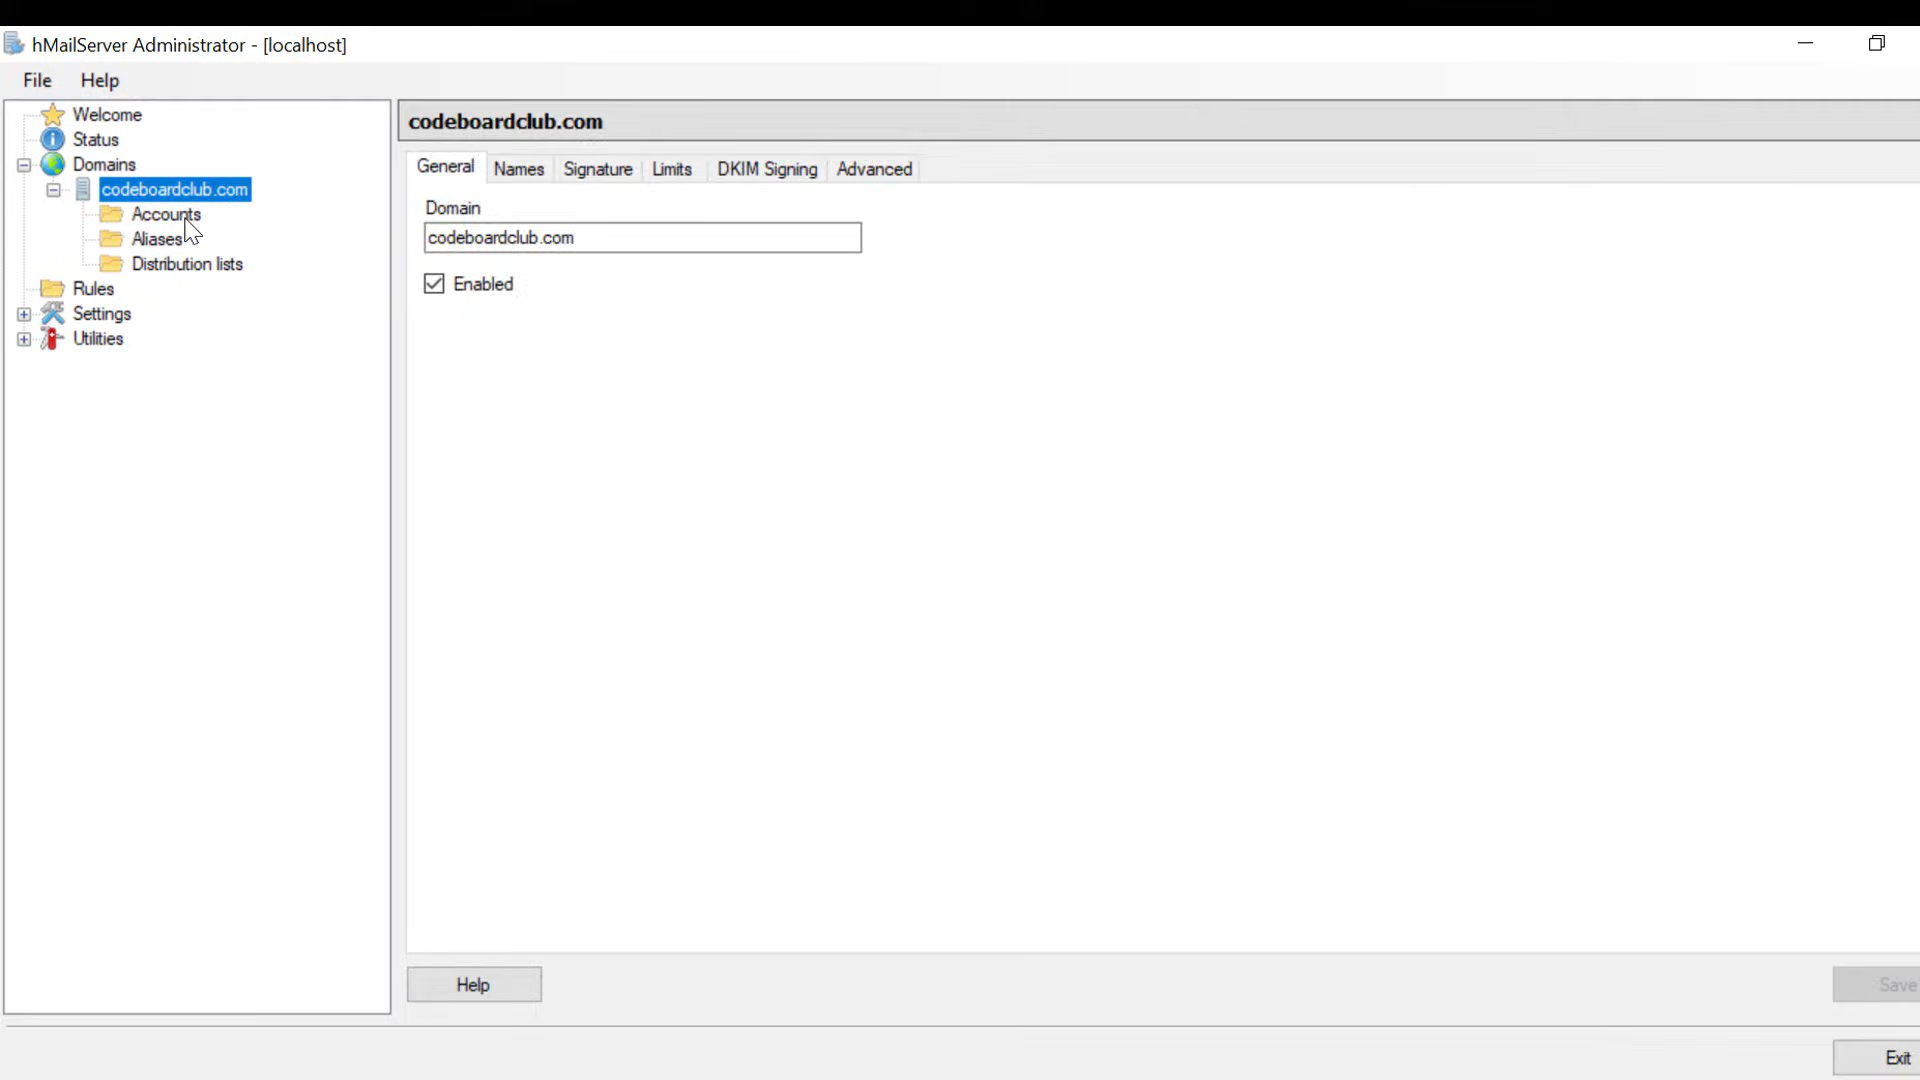 hMailServer Administrator - [localhost]
File Help
Welcome
Status
Domains
codeboardclub.com
Accounts
Aliases
Distribution lists
Rules
Settings
Utilities
codeboardclub.com
General Names Signature Limits DKIM Signing Advanced
Domain
codeboardclub.com
Enabled
Help
Save
Exit